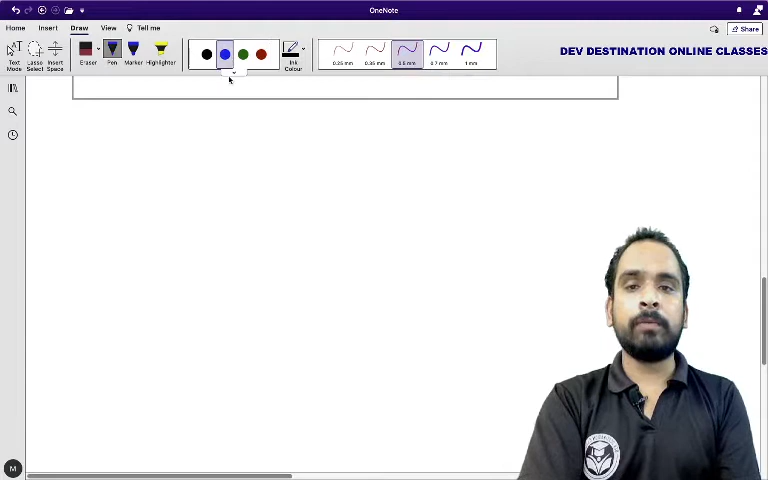 OneNote
Home Insert Draw View Tell me
Share
Text Mode
Lasso Select
Insert Space
Eraser
Pen
Marker
Highlighter
Ink Colour
0.25 mm
0.35 mm
0.5 mm
0.7 mm
1 mm
DEV DESTINATION ONLINE CLASSES
M